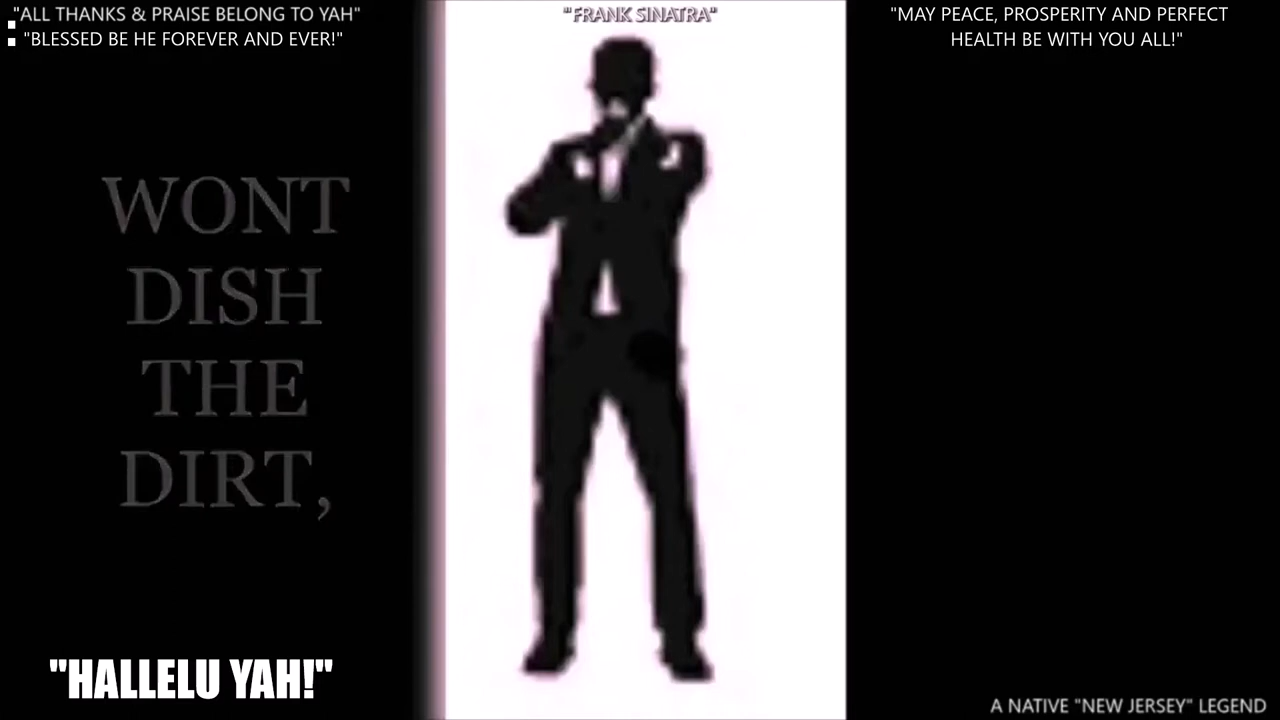 "ALL THANKS & PRAISE BELONG TO YAH"
"BLESSED BE HE FOREVER AND EVER!"
"FRANK SINATRA"
"MAY PEACE, PROSPERITY AND PERFECT
HEALTH BE WITH YOU ALL!"
WONT
DISH
THE
DIRT,
"HALLELU YAH!"
A NATIVE "NEW JERSEY" LEGEND